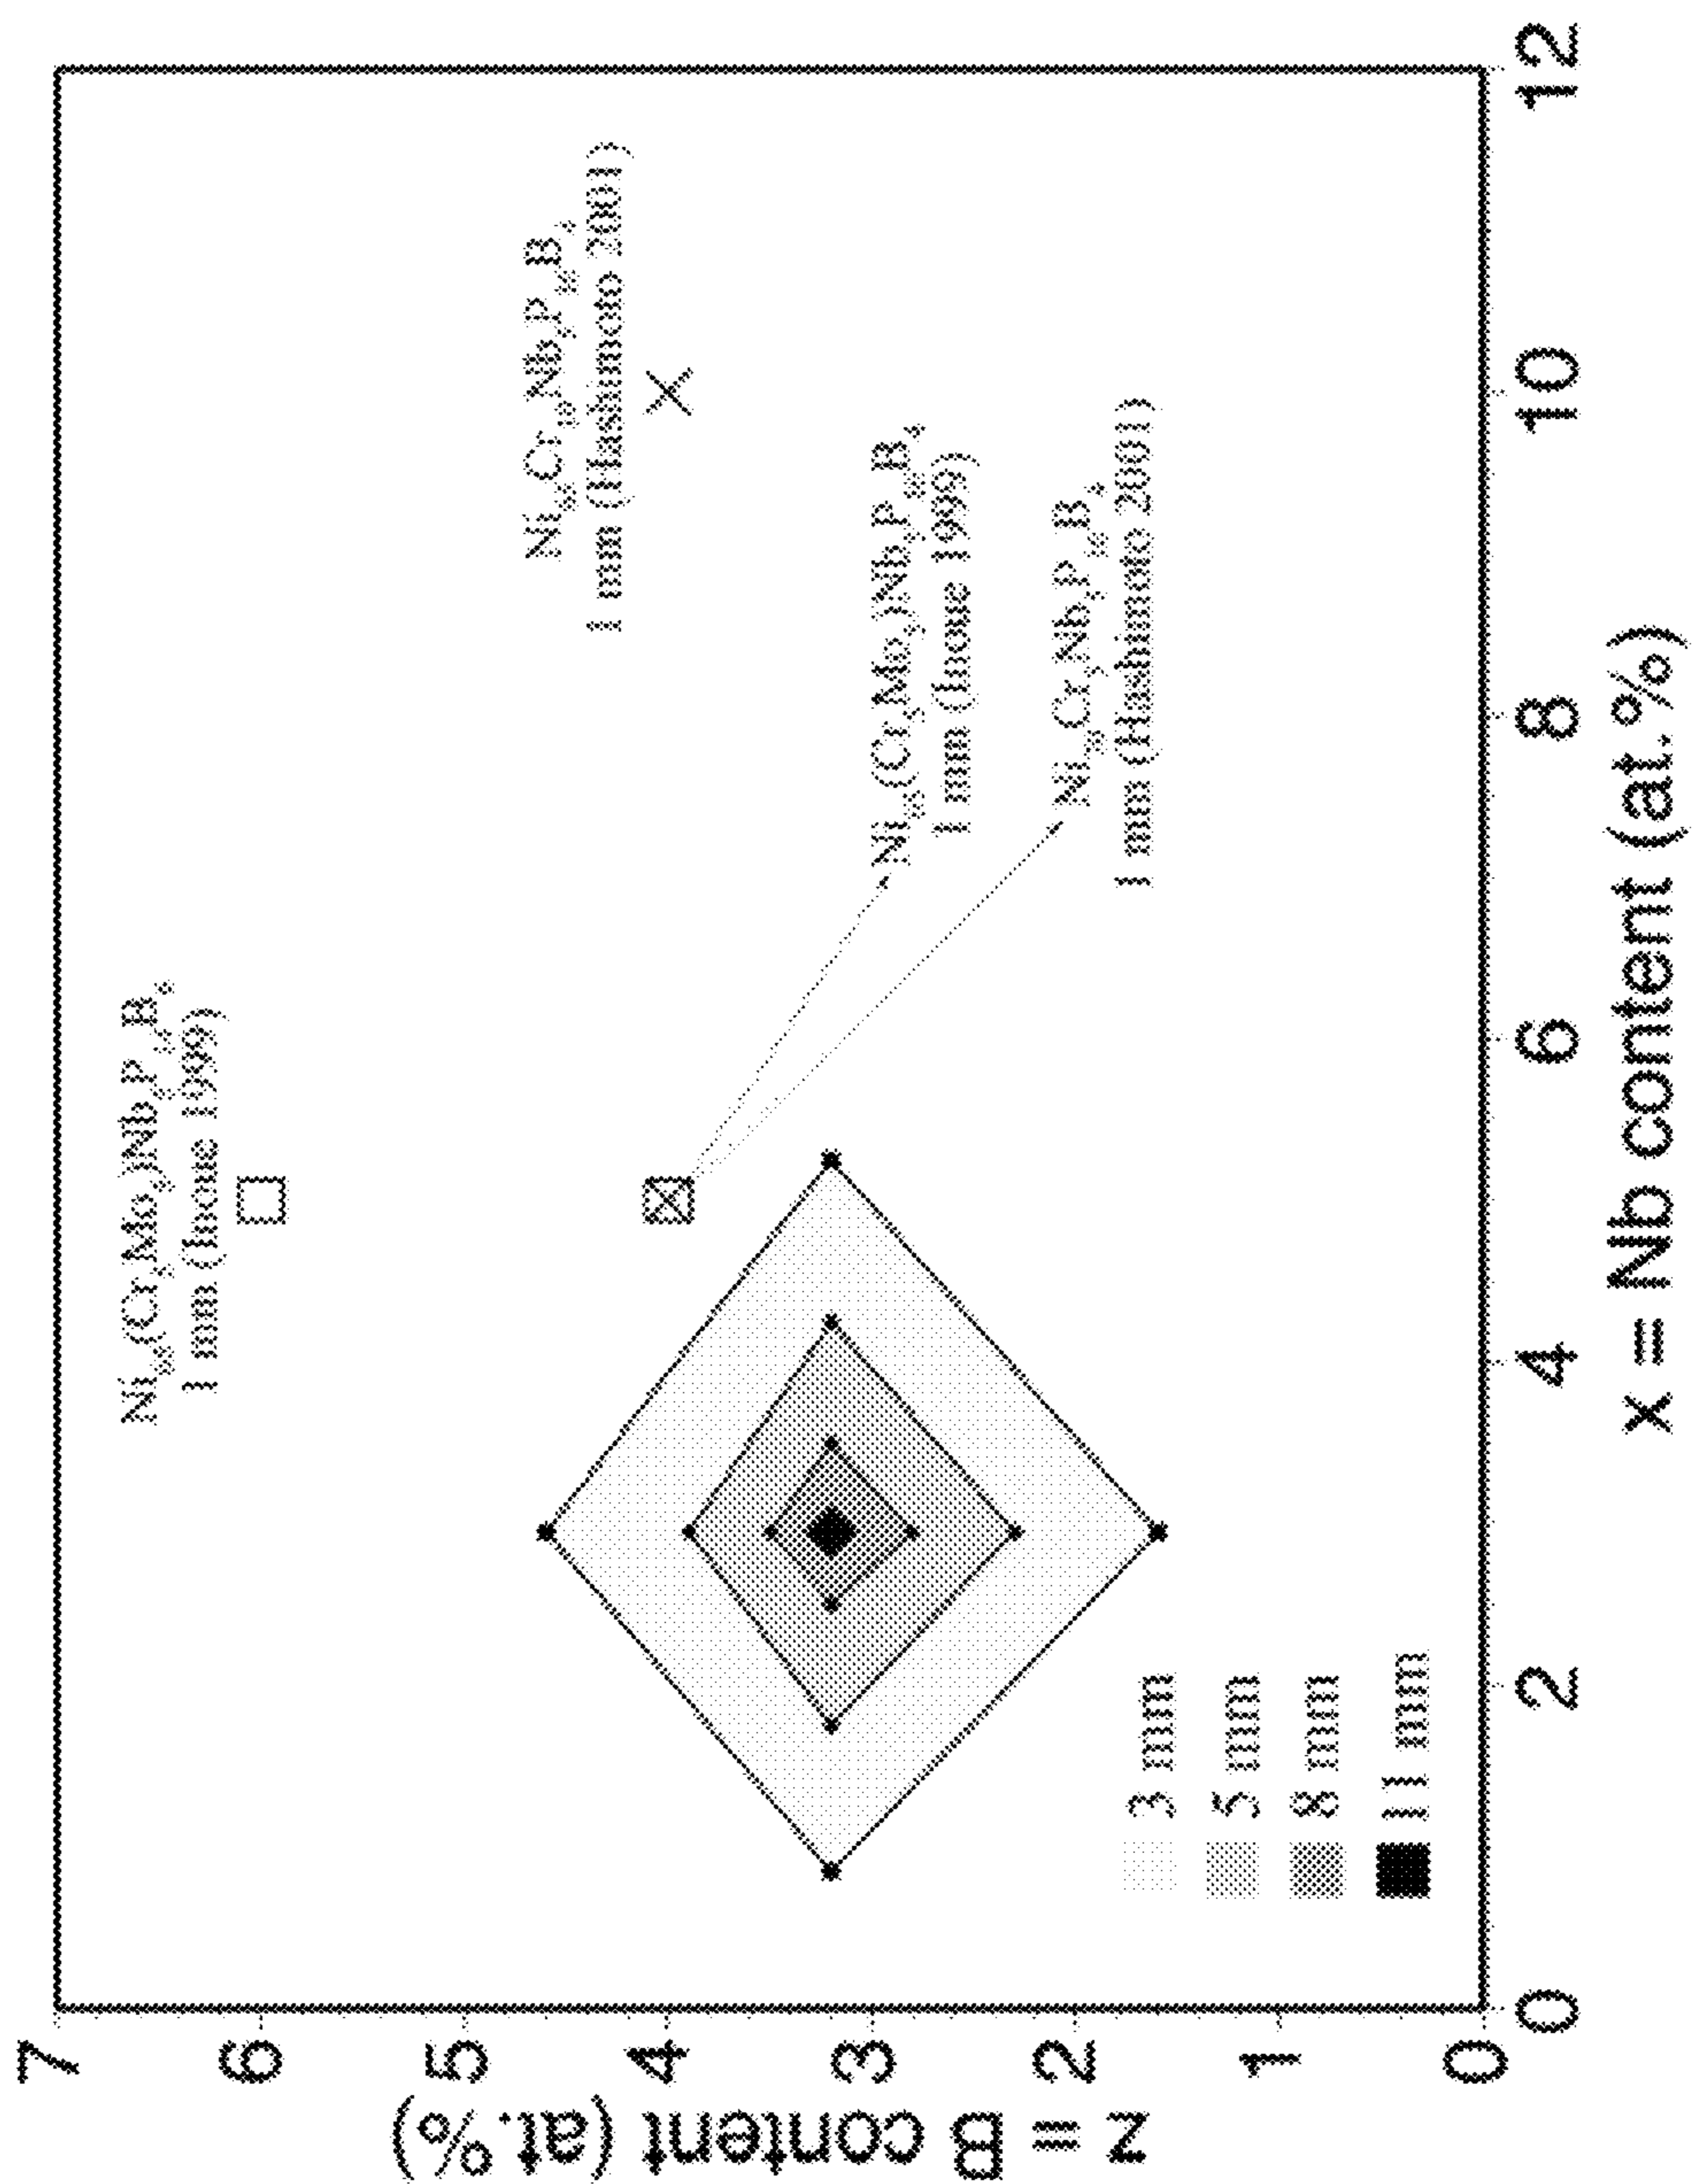 z = B content (at.%)
7
6
5
4
3
2
1
0
1 mm (Inoue 1999)
1 mm (Hashimoto 2001)
1 mm (Inoue 1999)
1 mm (Hashimoto 2001)
3 mm
5 mm
8 mm
11 mm
0
2
4
6
8
10
12
x = Nb content (at.%)